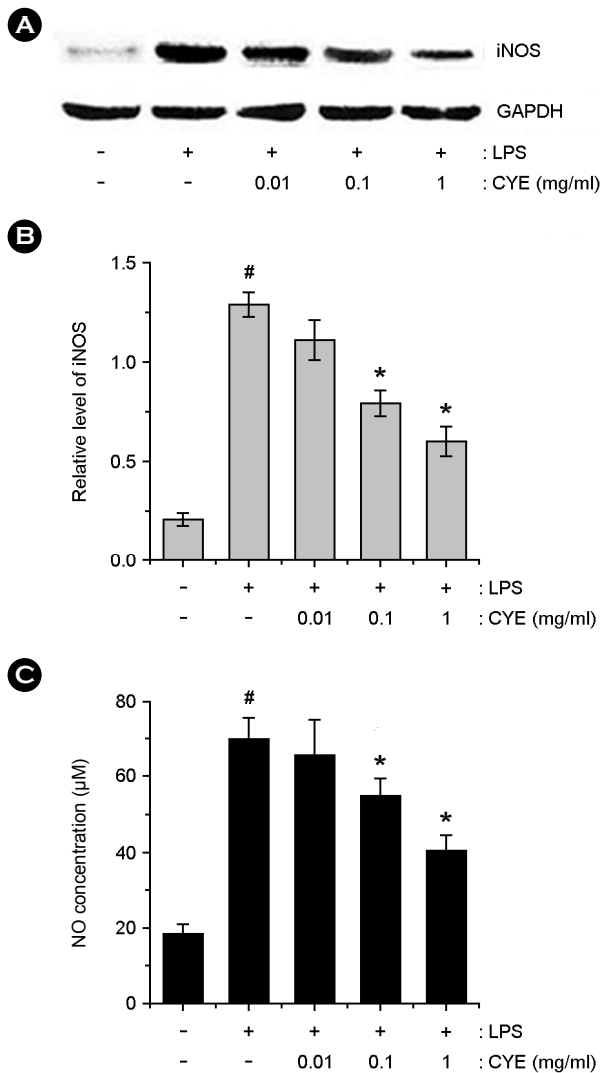 A
iNOS
GAPDH
- + + + + : LPS
- - 0.01 0.1 1 : CYE (mg/ml)
B
Relative level of iNOS
1.5
1.0
0.5
0.0
#
*
*
- + + + + : LPS
- - 0.01 0.1 1 : CYE (mg/ml)
C
NO concentration (μM)
80
60
40
20
0
#
*
*
- + + + + : LPS
- - 0.01 0.1 1 : CYE (mg/ml)